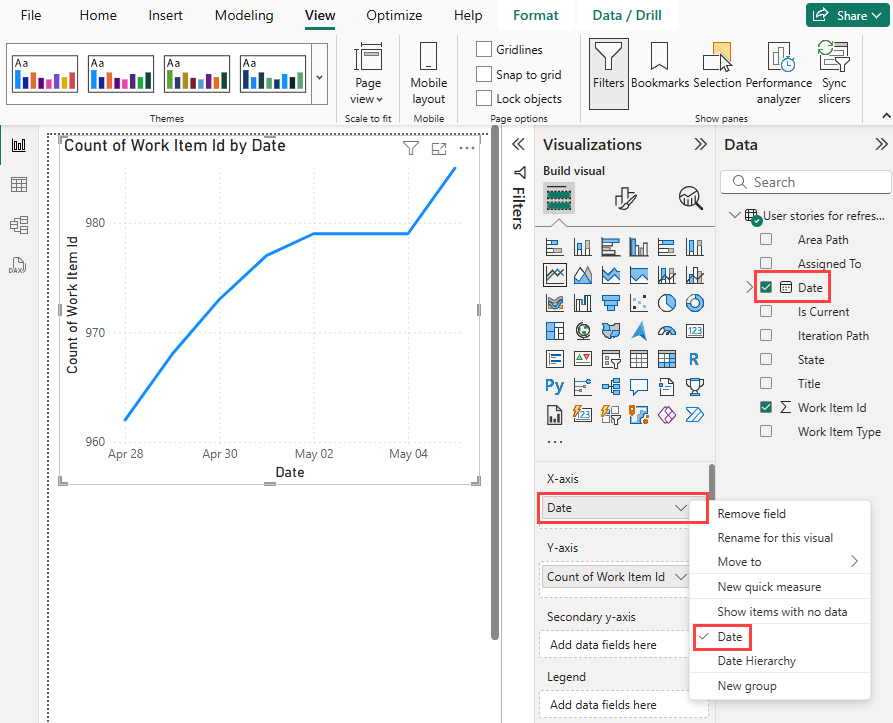 File Home Insert Modeling View Optimize Help Format Data / Drill Share
Aa Aa Aa Aa
Page view
Mobile layout
Gridlines
Snap to grid
Lock objects
Filters
Bookmarks
Selection
Performance analyzer
Sync slicers
Themes Scale to fit Mobile Page options Show panes
Count of Work Item Id by Date
Count of Work Item Id
980
970
960
Apr 28 Apr 30 May 02 May 04
Date
Filters
DAX
Visualizations
Build visual
123
R
Py
123
...
X-axis
Date
Y-axis
Count of Work Item Id
Secondary y-axis
Add data fields here
Legend
Add data fields here
Data
Search
User stories for refres...
Area Path
Assigned To
Date
Is Current
Iteration Path
State
Title
Work Item Id
Work Item Type
Remove field
Rename for this visual
Move to
New quick measure
Show items with no data
Date
Date Hierarchy
New group